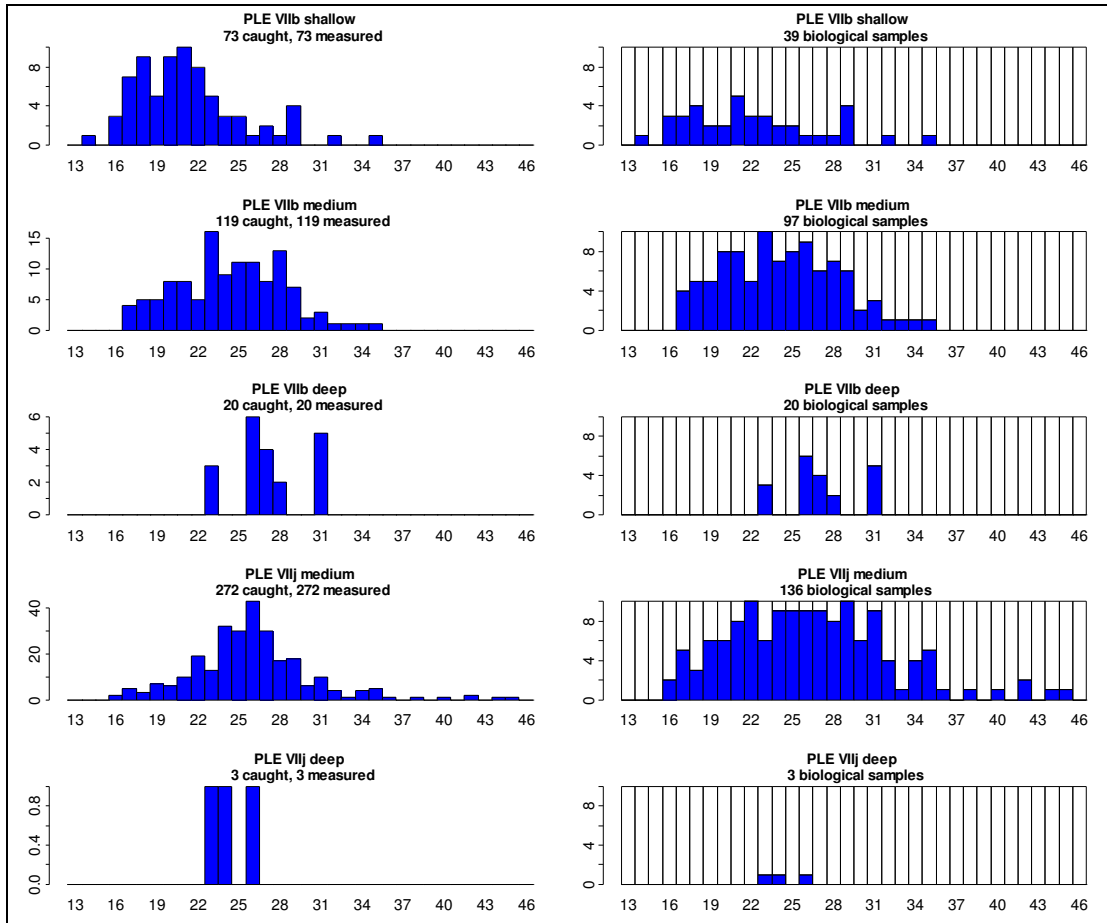 PLE VIIb shallow
73 caught, 73 measured
0 4 8
13 16 19 22 25 28 31 34 37 40 43 46
PLE VIIb shallow
39 biological samples
0 4 8
13 16 19 22 25 28 31 34 37 40 43 46
PLE VIIb medium
119 caught, 119 measured
0 5 10 15
13 16 19 22 25 28 31 34 37 40 43 46
PLE VIIb medium
97 biological samples
0 4 8
13 16 19 22 25 28 31 34 37 40 43 46
PLE VIIb deep
20 caught, 20 measured
0 2 4 6
13 16 19 22 25 28 31 34 37 40 43 46
PLE VIIb deep
20 biological samples
0 4 8
13 16 19 22 25 28 31 34 37 40 43 46
PLE VIIj medium
272 caught, 272 measured
0 20 40
13 16 19 22 25 28 31 34 37 40 43 46
PLE VIIj medium
136 biological samples
0 4 8
13 16 19 22 25 28 31 34 37 40 43 46
PLE VIIj deep
3 caught, 3 measured
0.0 0.4 0.8
13 16 19 22 25 28 31 34 37 40 43 46
PLE VIIj deep
3 biological samples
0 4 8
13 16 19 22 25 28 31 34 37 40 43 46